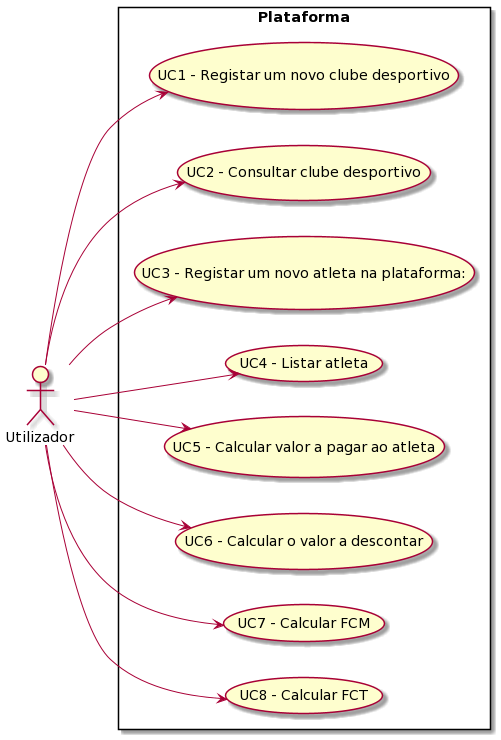 Plataforma
UC1 - Registar um novo clube desportivo
UC2 - Consultar clube desportivo
UC3 - Registar um novo atleta na plataforma:
UC4 - Listar atleta
Utilizador
UC5 - Calcular valor a pagar ao atleta
UC6 - Calcular o valor a descontar
UC7 - Calcular FCM
UC8 - Calcular FCT